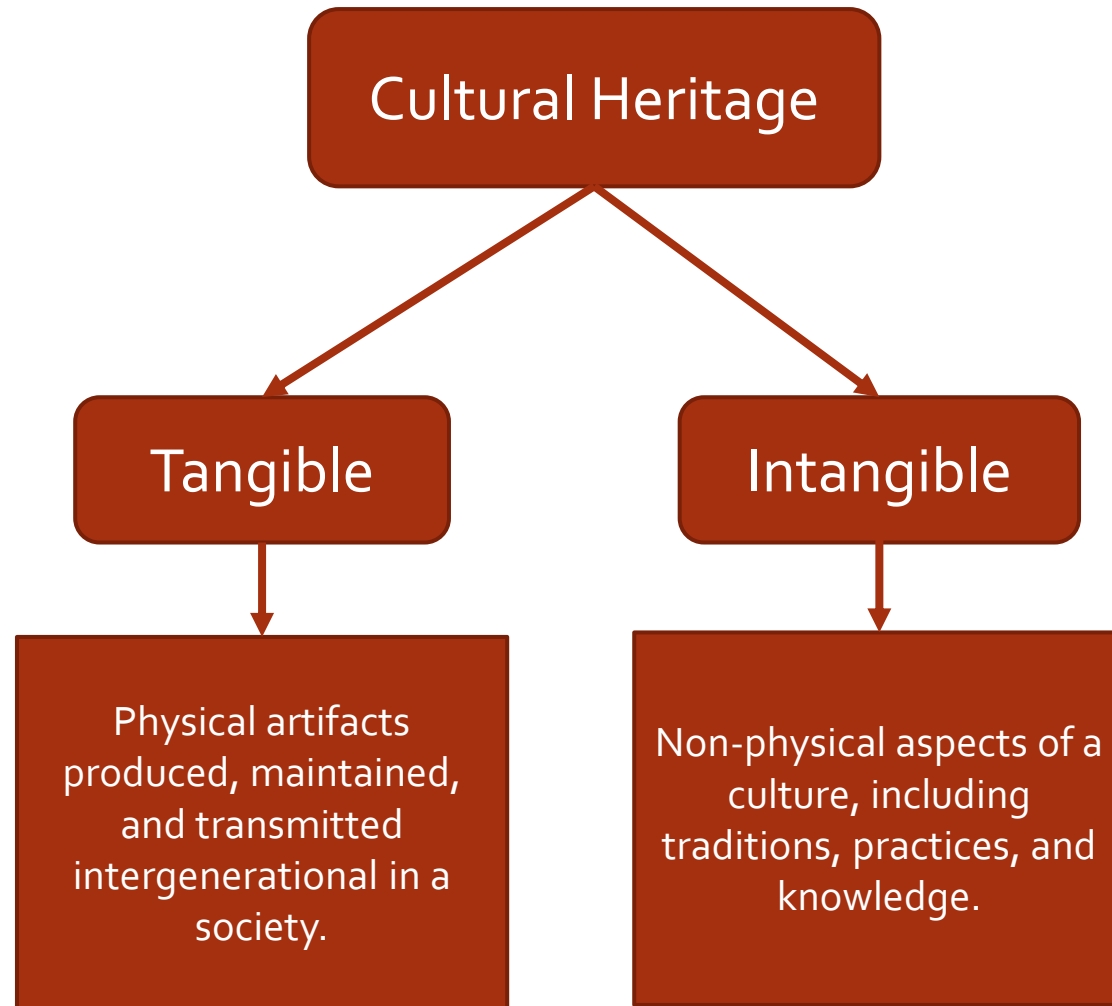 Cultural Heritage
Tangible
Intangible
Physical artifacts
produced, maintained,
and transmitted
intergenerational in a
society.
Non-physical aspects of a
culture, including
traditions, practices, and
knowledge.